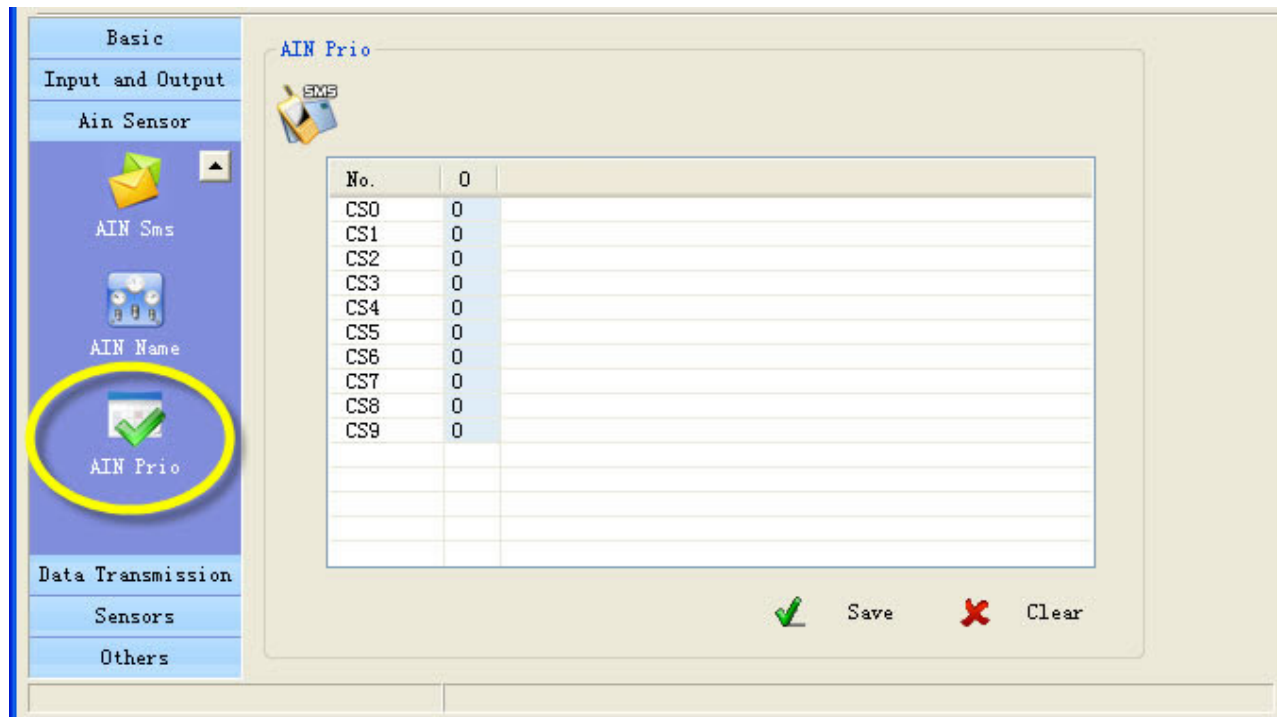 Basic
Input and Output
Ain Sensor
AIN Sms
AIN Name
AIN Prio
Data Transmission
Sensors
Others
AIN Prio
SMS
No. 0
CS0 0
CS1 0
CS2 0
CS3 0
CS4 0
CS5 0
CS6 0
CS7 0
CS8 0
CS9 0
Save Clear